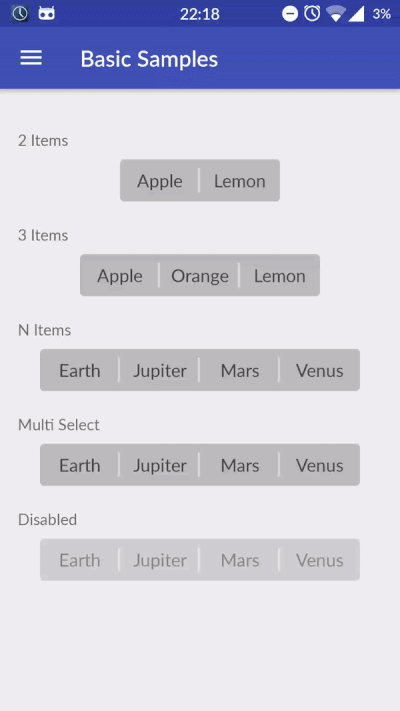 22:18 3%
Basic Samples
2 Items
Apple Lemon
3 Items
Apple Orange Lemon
N Items
Earth Jupiter Mars Venus
Multi Select
Earth Jupiter Mars Venus
Disabled
Earth Jupiter Mars Venus